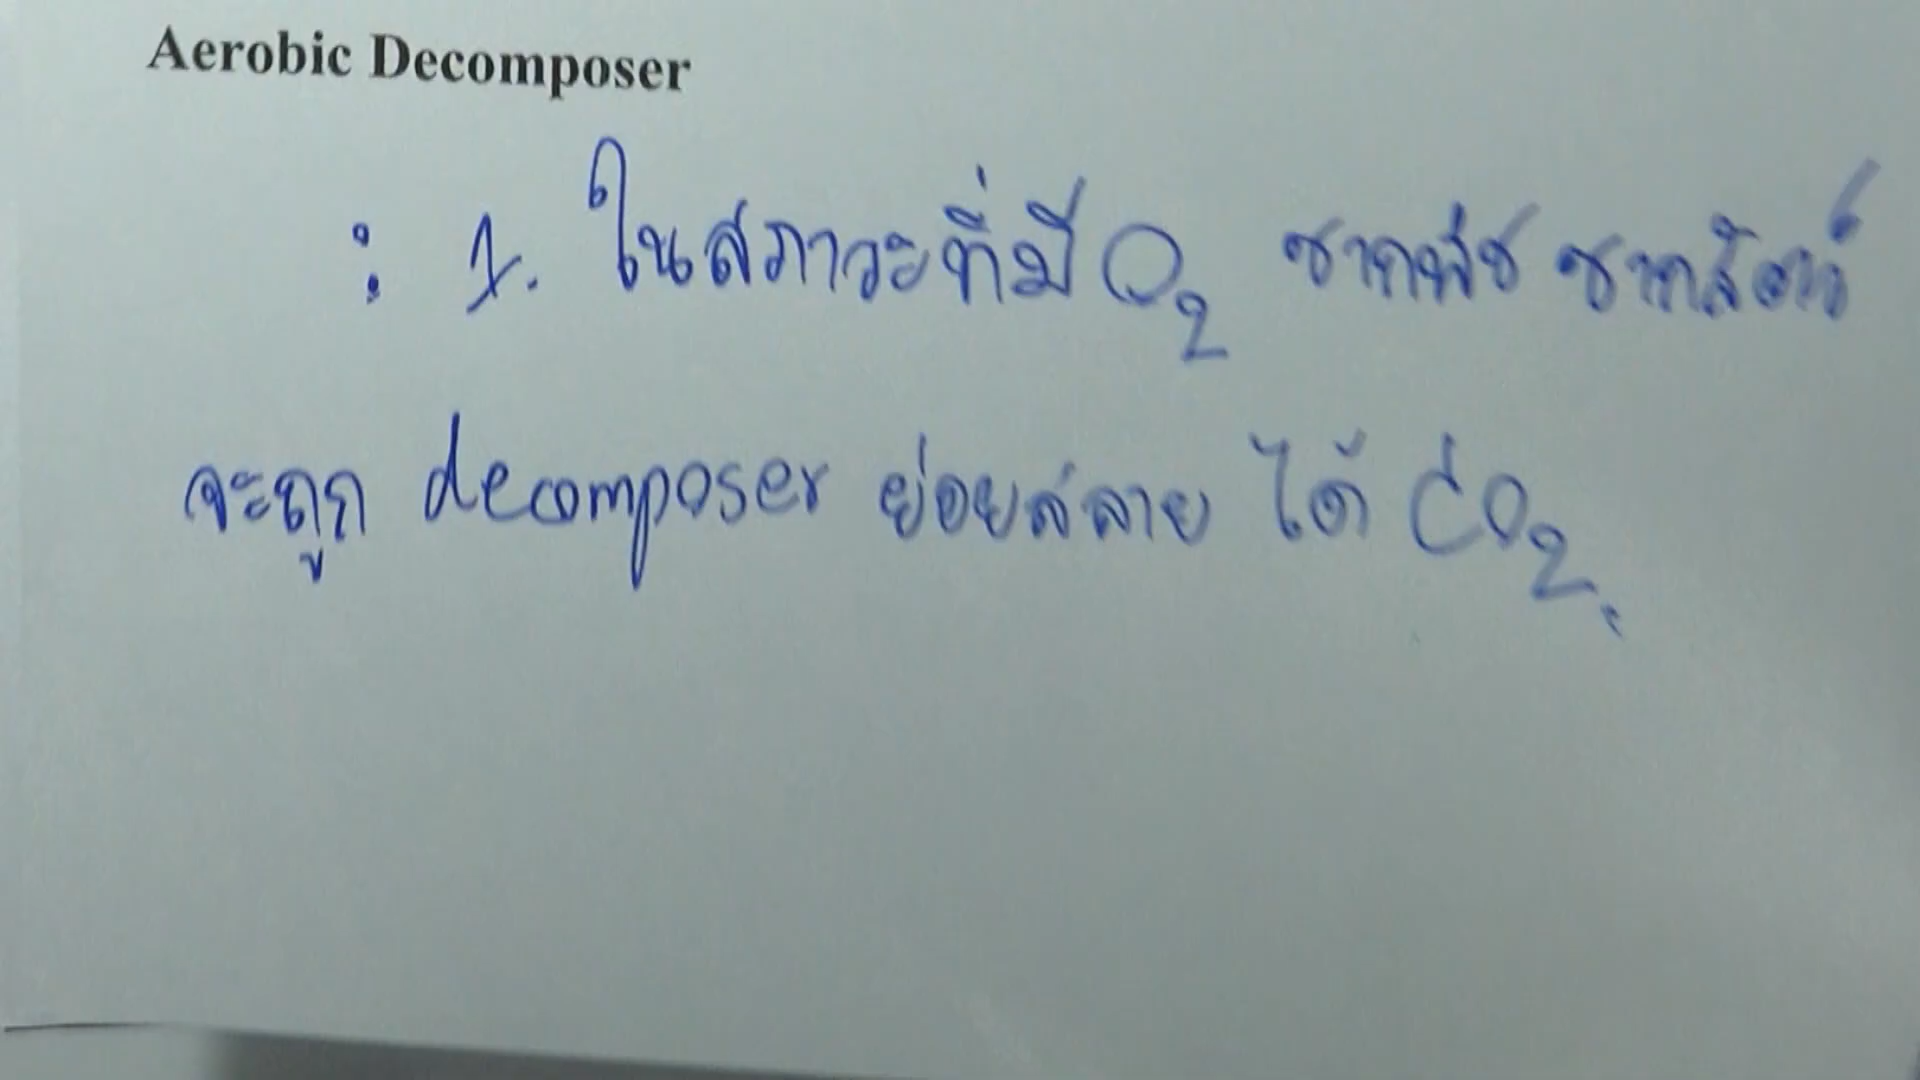 Aerobic Decomposer
: 1. ในสภาวะที่มี O₂ ซากพืช ซากสัตว์
จะถูก decomposer ย่อยสลาย ได้ CO₂,